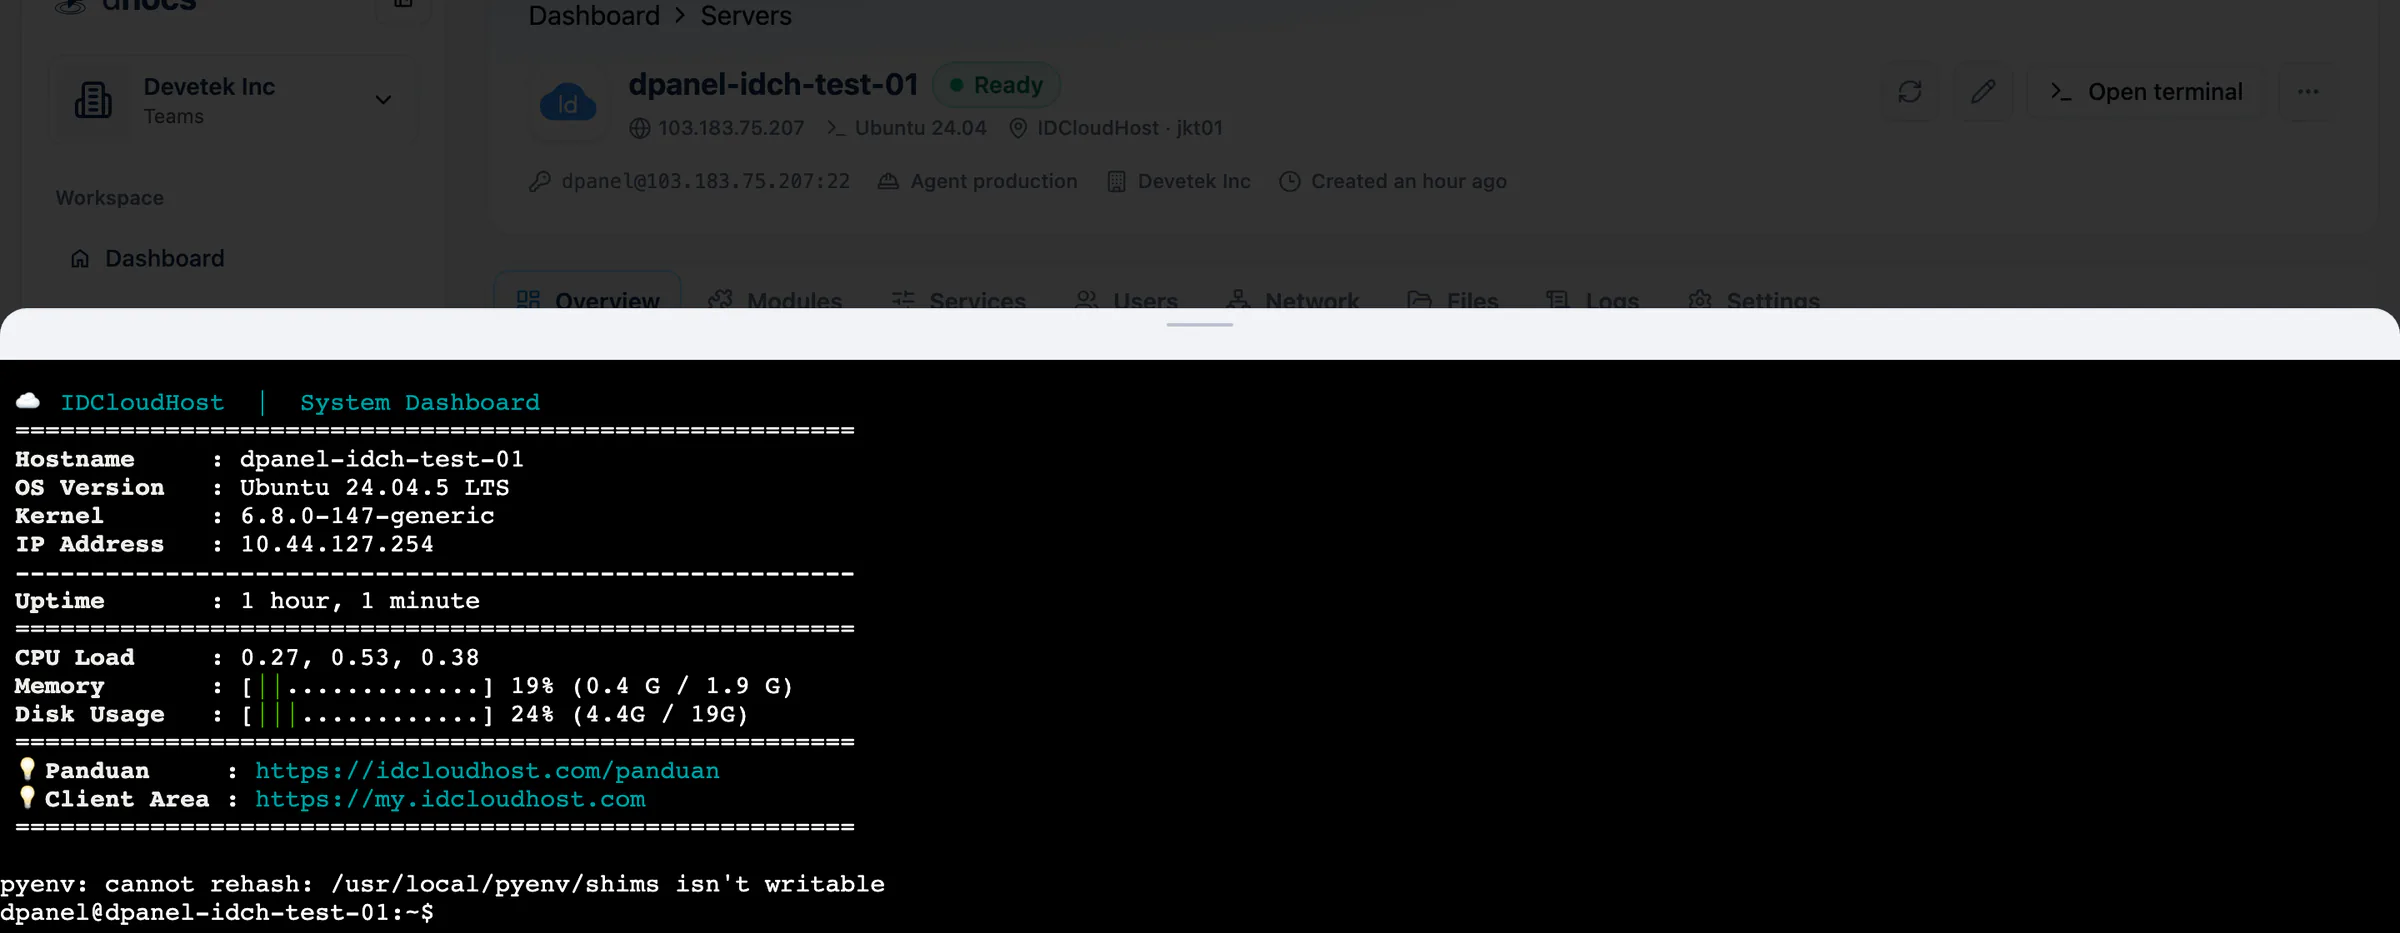 dhocs
Dashboard > Servers
Devetek Inc
Teams
dpanel-idch-test-01
Ready
Id
Open terminal
103.183.75.207
Ubuntu 24.04
IDCloudHost · jkt01
dpanel@103.183.75.207:22
Agent production
Devetek Inc
Created an hour ago
Workspace
Dashboard
Overview
Modules
Services
Users
Network
Files
Logs
Settings
IDCloudHost | System Dashboard
========================================================
Hostname : dpanel-idch-test-01
OS Version : Ubuntu 24.04.5 LTS
Kernel : 6.8.0-147-generic
IP Address : 10.44.127.254
--------------------------------------------------------
Uptime : 1 hour, 1 minute
========================================================
CPU Load : 0.27, 0.53, 0.38
Memory : [||.............] 19% (0.4 G / 1.9 G)
Disk Usage : [|||............] 24% (4.4G / 19G)
========================================================
Panduan : https://idcloudhost.com/panduan
Client Area : https://my.idcloudhost.com
========================================================
pyenv: cannot rehash: /usr/local/pyenv/shims isn't writable
dpanel@dpanel-idch-test-01:~$